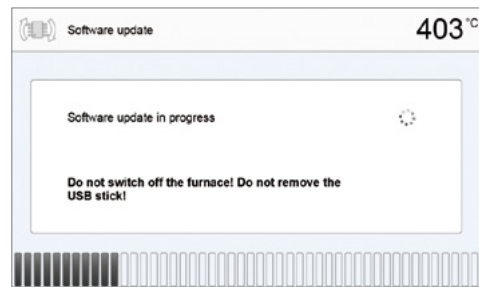 Software update
403 °C
Software update in progress
Do not switch off the furnace! Do not remove the
USB stick!